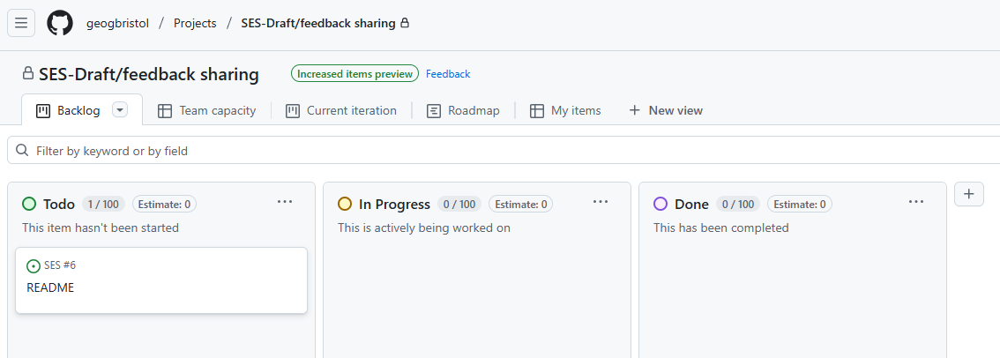 geogbristol / Projects / SES-Draft/feedback sharing
SES-Draft/feedback sharing Increased items preview Feedback
Backlog Team capacity Current iteration Roadmap My items + New view
Filter by keyword or by field
Todo 1 / 100 Estimate: 0 ...
This item hasn't been started
SES #6
README
In Progress 0 / 100 Estimate: 0 ...
This is actively being worked on
Done 0 / 100 Estimate: 0 ...
This has been completed
+